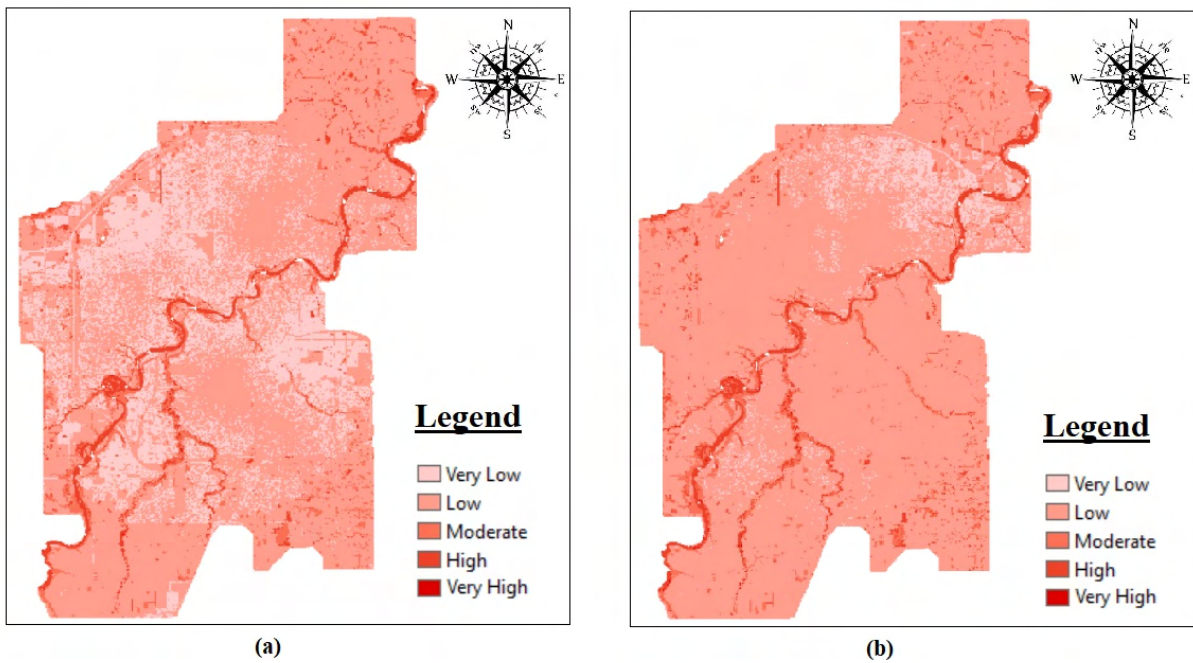 N
W
E
S
Legend
Very Low
Low
Moderate
High
Very High
(a)
N
W
E
S
Legend
Very Low
Low
Moderate
High
Very High
(b)